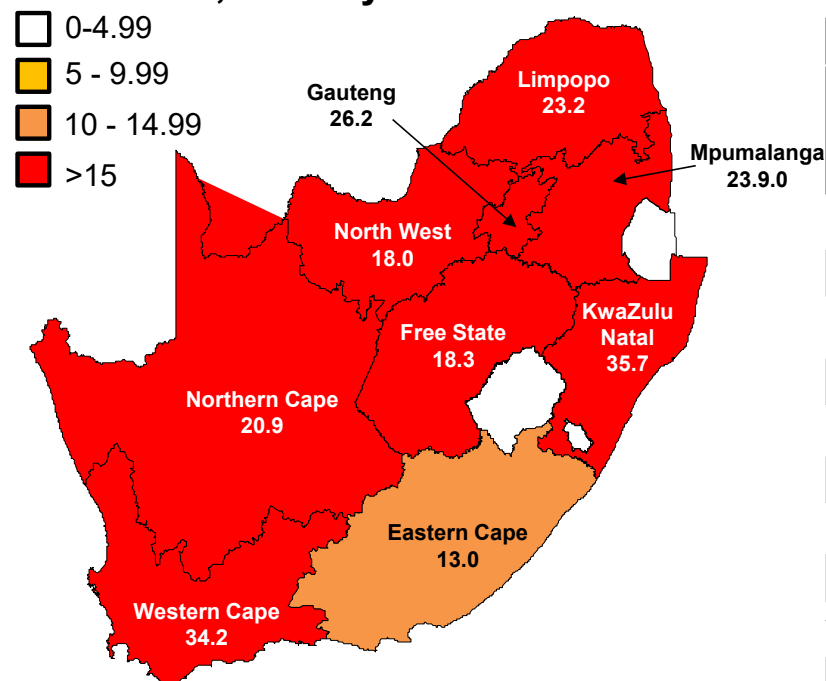 0-4.99
5 - 9.99
10 - 14.99
>15
Limpopo
23.2
Gauteng
26.2
Mpumalanga
23.9.0
North West
18.0
KwaZulu
Natal
35.7
Free State
18.3
Northern Cape
20.9
Eastern Cape
13.0
Western Cape
34.2